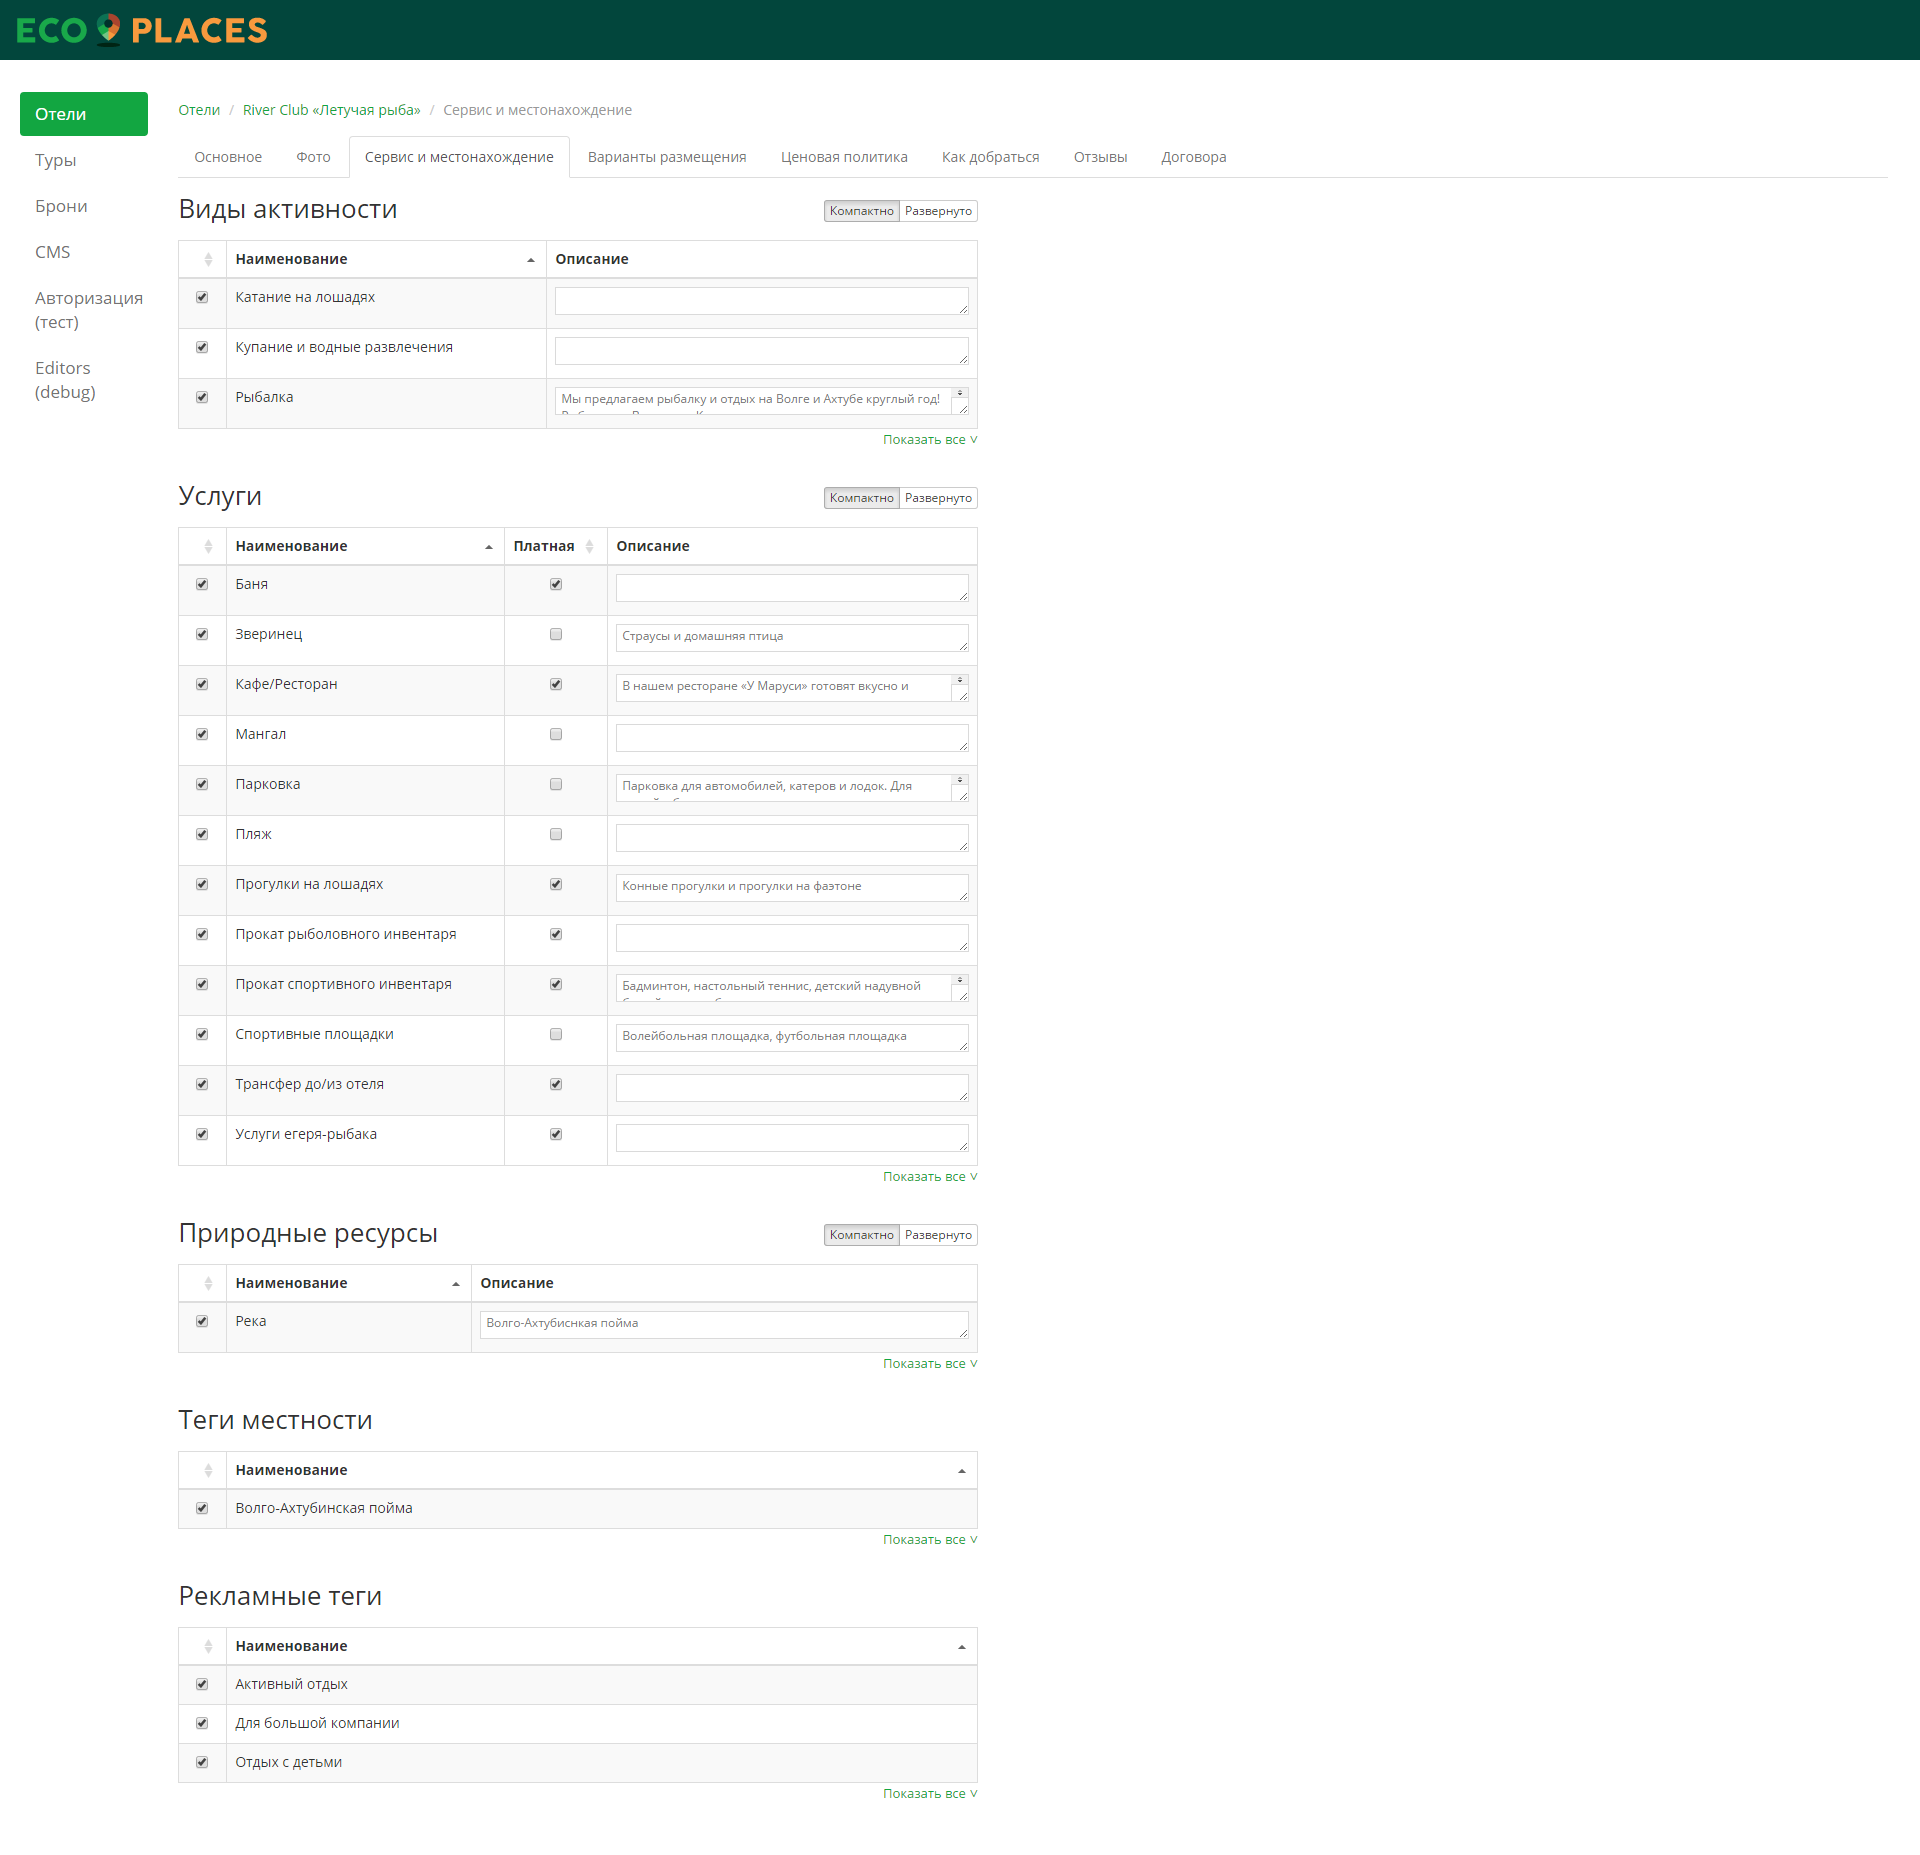 ECO PLACES
Отели
Туры
Брони
CMS
Авторизация
(тест)
Editors
(debug)
Отели / River Club «Летучая рыба» / Сервис и местонахождение
Основное Фото Сервис и местонахождение Варианты размещения Ценовая политика Как добраться Отзывы Договора
Виды активности Компактно Развернуто
Наименование Описание
Катание на лошадях
Купание и водные развлечения
Рыбалка Мы предлагаем рыбалку и отдых на Волге и Ахтубе круглый год!
Показать все ˅
Услуги Компактно Развернуто
Наименование Платная Описание
Баня
Зверинец Страусы и домашняя птица
Кафе/Ресторан В нашем ресторане «У Маруси» готовят вкусно и
Мангал
Парковка Парковка для автомобилей, катеров и лодок. Для
Пляж
Прогулки на лошадях Конные прогулки и прогулки на фаэтоне
Прокат рыболовного инвентаря
Прокат спортивного инвентаря Бадминтон, настольный теннис, детский надувной
Спортивные площадки Волейбольная площадка, футбольная площадка
Трансфер до/из отеля
Услуги егеря-рыбака
Показать все ˅
Природные ресурсы Компактно Развернуто
Наименование Описание
Река Волго-Ахтубиснкая пойма
Показать все ˅
Теги местности
Наименование
Волго-Ахтубинская пойма
Показать все ˅
Рекламные теги
Наименование
Активный отдых
Для большой компании
Отдых с детьми
Показать все ˅